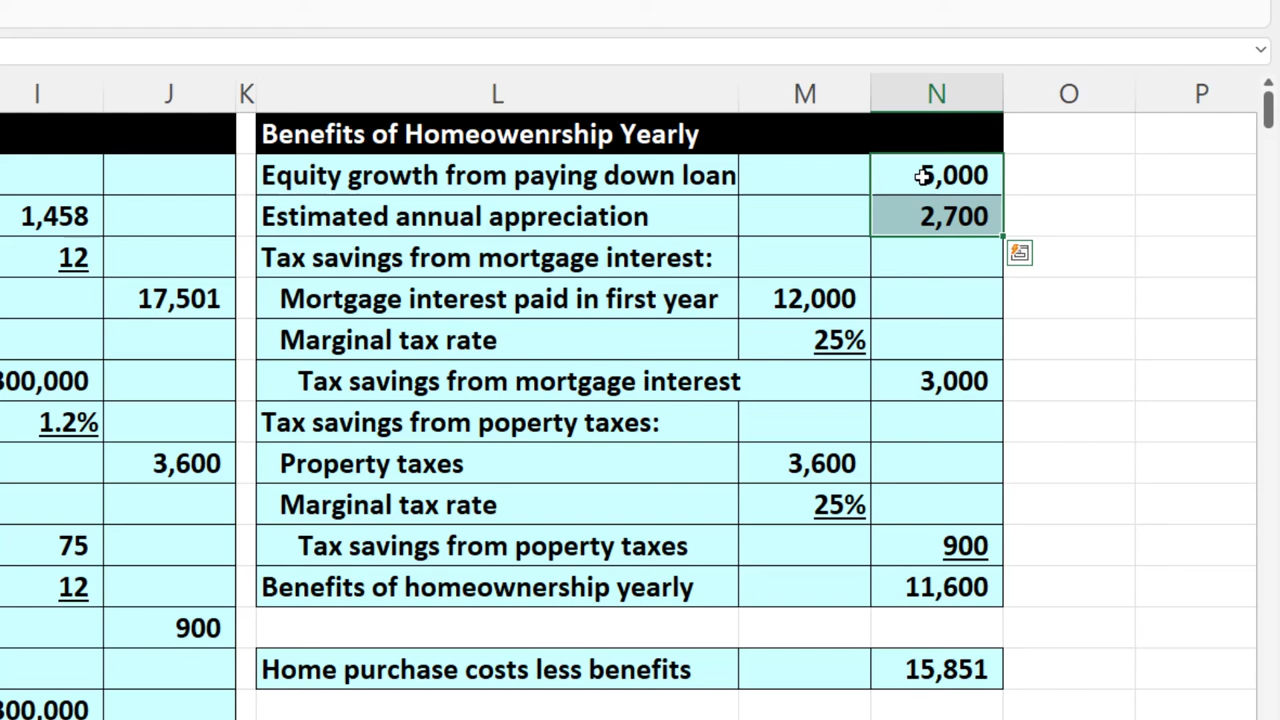 I J K L M N O P
Benefits of Homeowenrship Yearly
Equity growth from paying down loan 5,000
1,458 Estimated annual appreciation 2,700
12 Tax savings from mortgage interest:
17,501 Mortgage interest paid in first year 12,000
Marginal tax rate 25%
300,000 Tax savings from mortgage interest 3,000
1.2% Tax savings from poperty taxes:
3,600 Property taxes 3,600
Marginal tax rate 25%
75 Tax savings from poperty taxes 900
12 Benefits of homeownership yearly 11,600
900
Home purchase costs less benefits 15,851
300,000